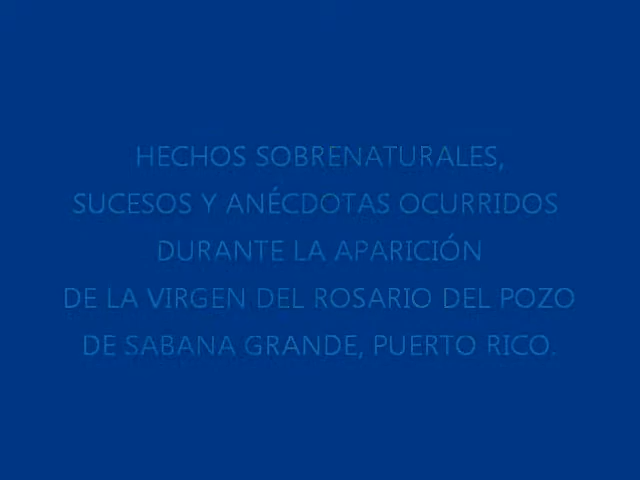 HECHOS SOBRENATURALES,
SUCESOS Y ANÉCDOTAS OCURRIDOS
DURANTE LA APARICIÓN
DE LA VIRGEN DEL ROSARIO DEL POZO
DE SABANA GRANDE, PUERTO RICO.